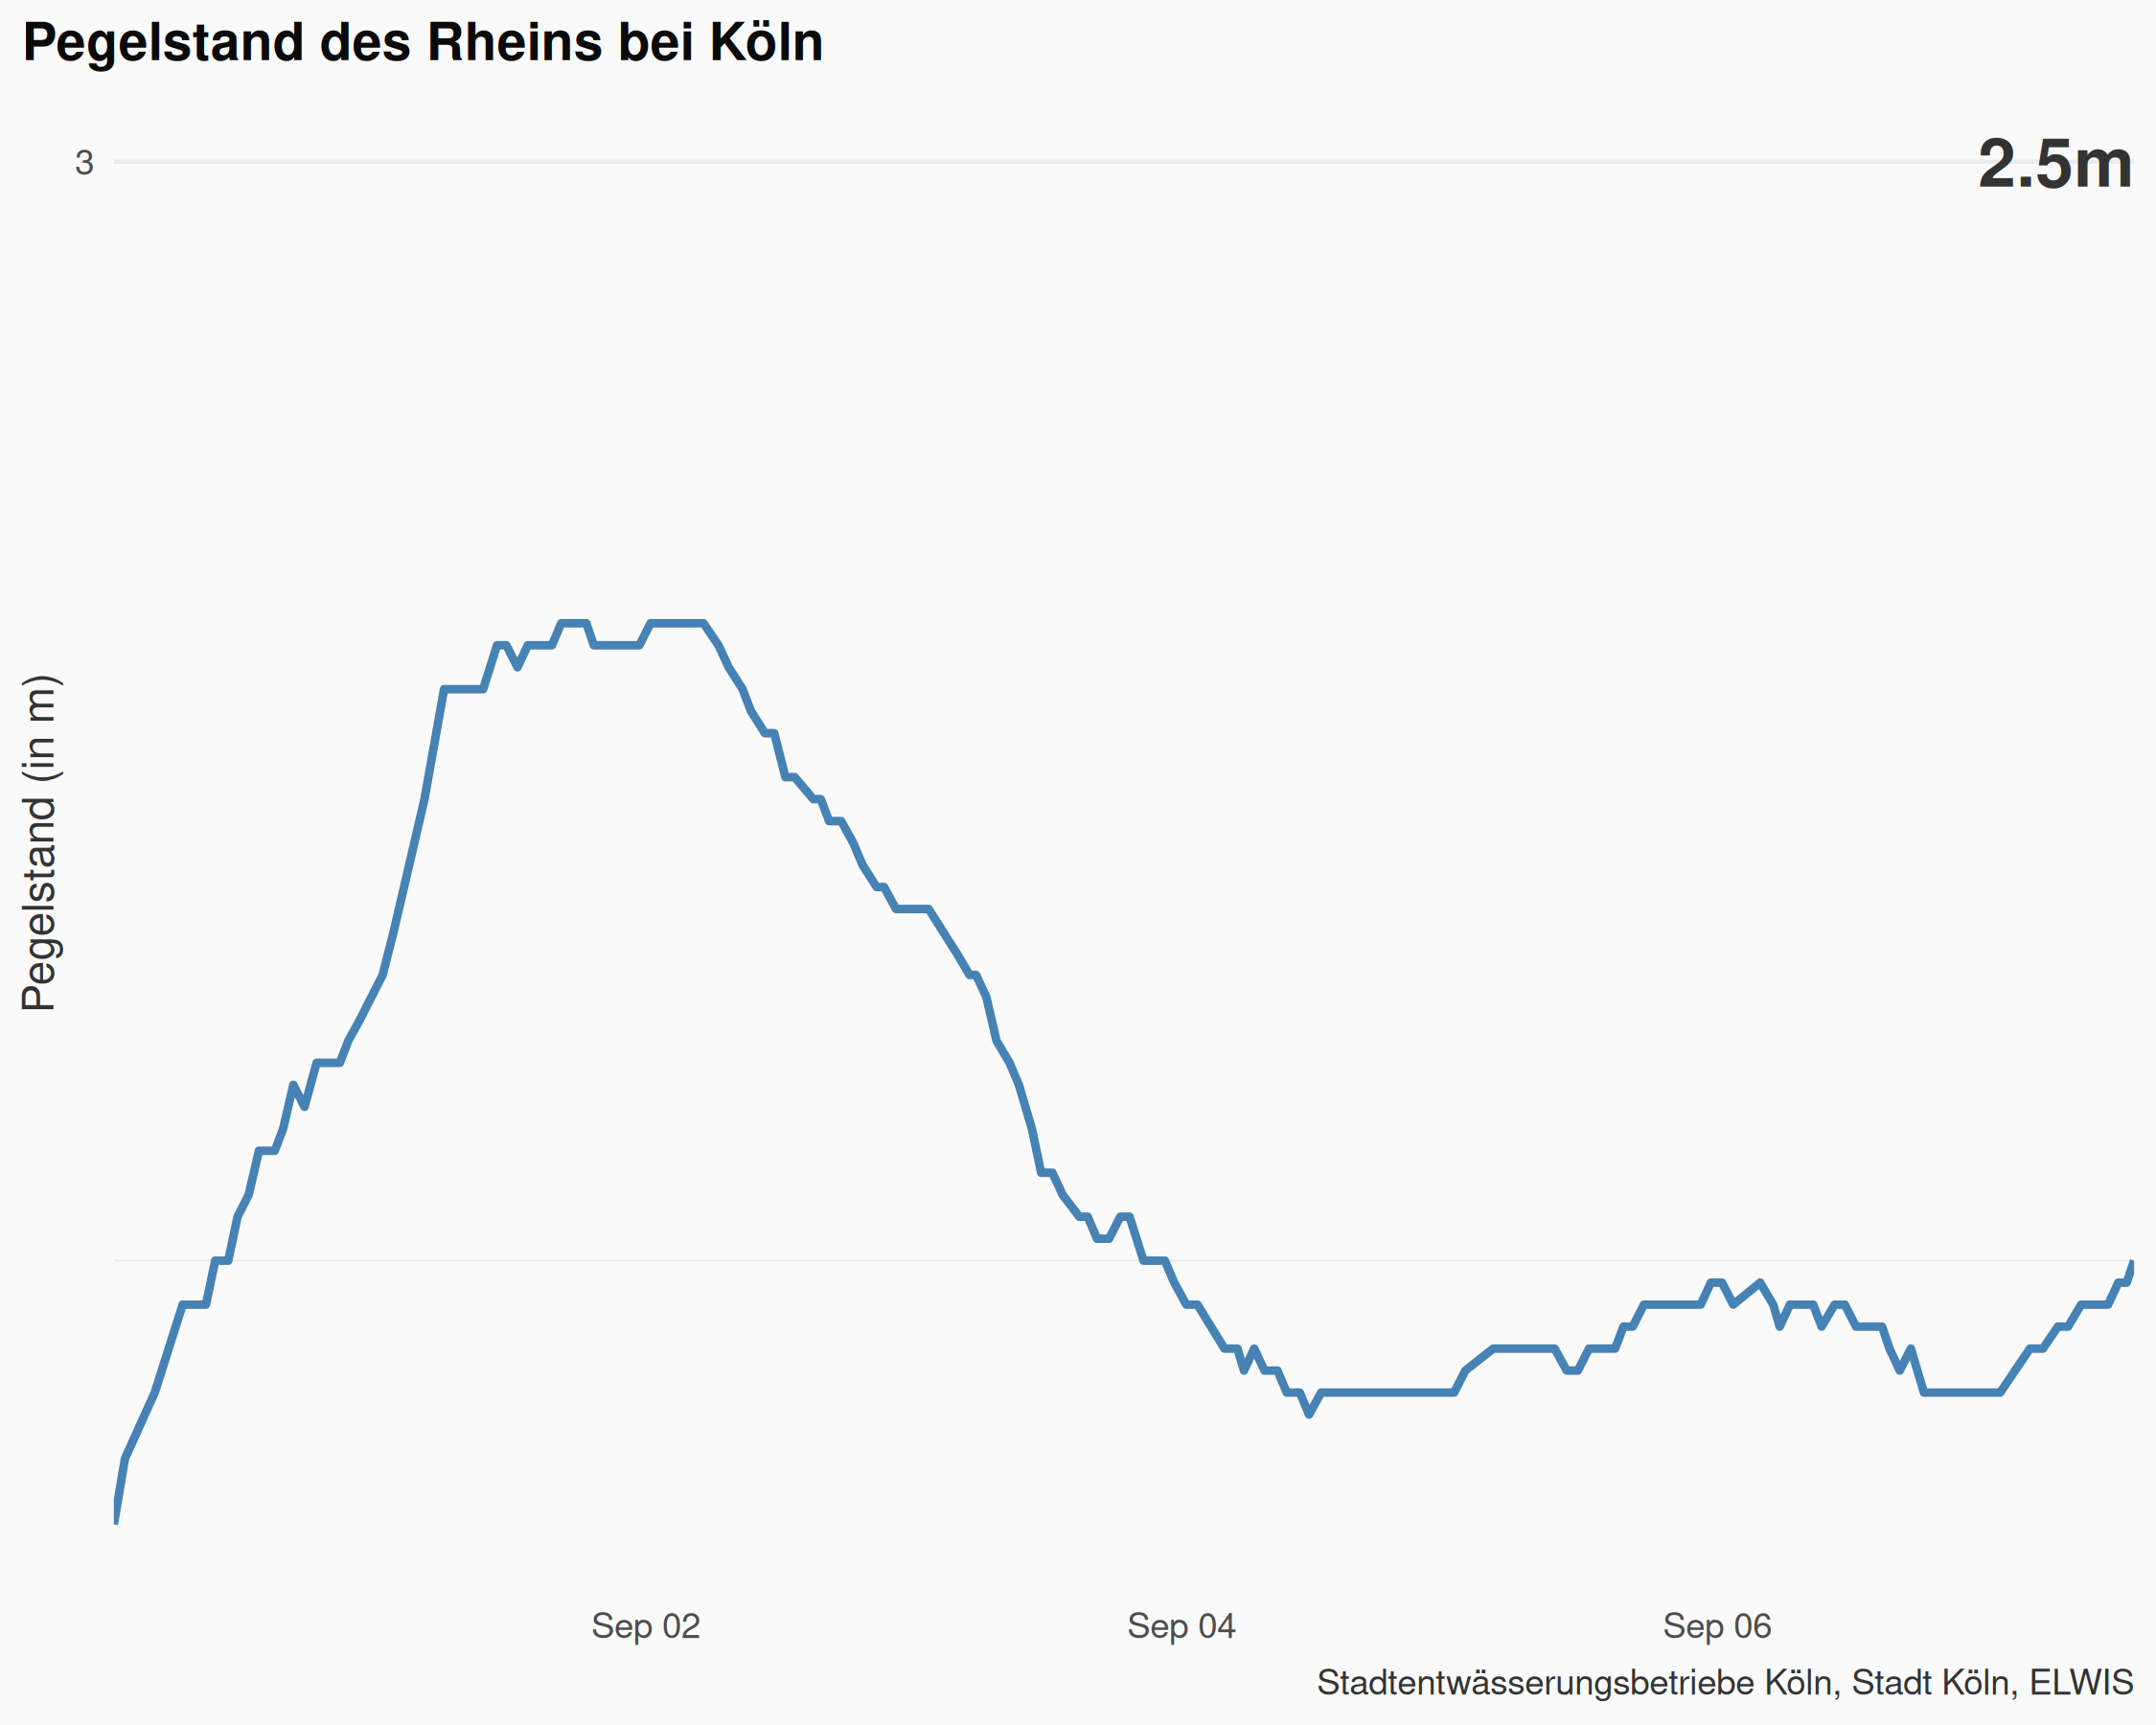 Pegelstand des Rheins bei Köln
3
2.5m
Pegelstand (in m)
Sep 02
Sep 04
Sep 06
Stadtentwässerungsbetriebe Köln, Stadt Köln, ELWIS